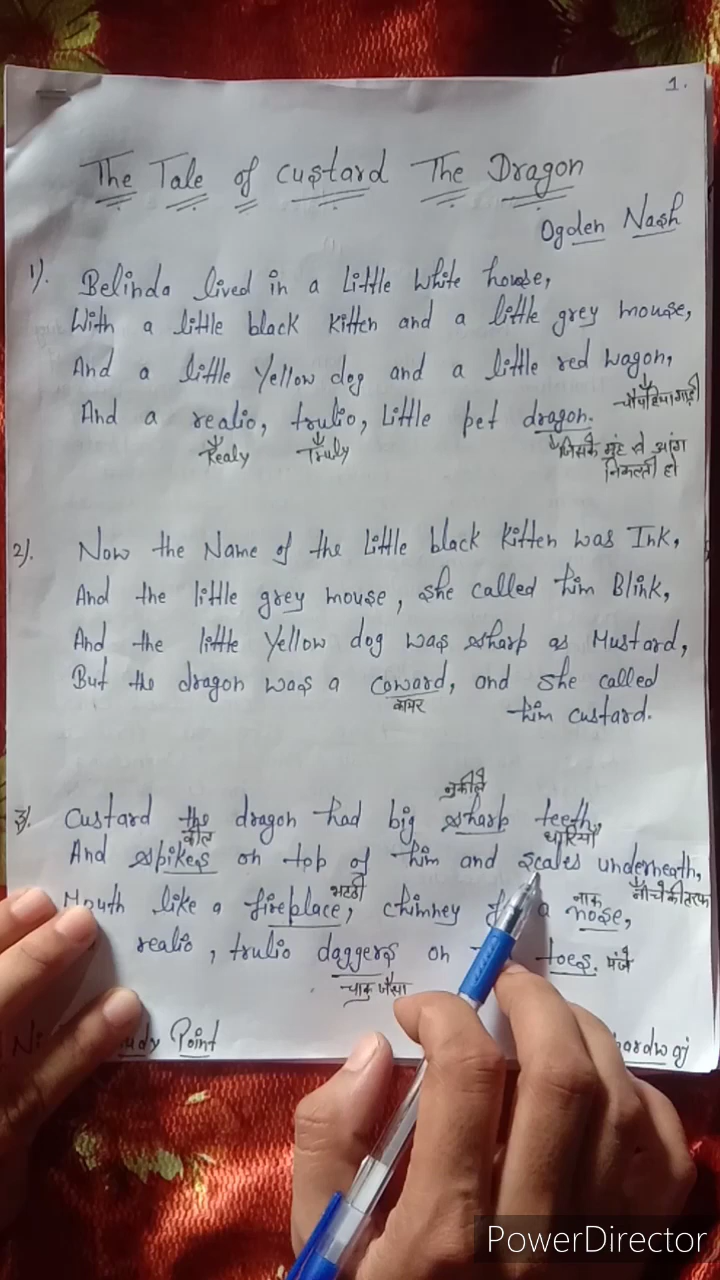 1.
The Tale of Custard The Dragon
Ogden Nash
1). Belinda lived in a Little White house,
With a little black Kitten and a little grey mouse,
And a little Yellow dog and a little red wagon,
चौपहिया गाड़ी
And a realio, trulio, Little pet dragon.
Realy Truly जिसके मुंह से आंग
निकलती हो
2). Now the Name of the Little black Kitten was Ink,
And the little grey mouse, she called him Blink,
And the little Yellow dog was sharp as Mustard,
But the dragon was a coward, and she called
कायर him custard.
नुकीले
3). Custard the dragon had big sharp teeth,
कील धारियाँ
And spikes on top of him and scales underneath,
भट्ठी नाक नीचे की तरफ
Mouth like a fireplace, chimney a nose,
realio, trulio daggers on toes. पंजे
चाकू जैसा
Point